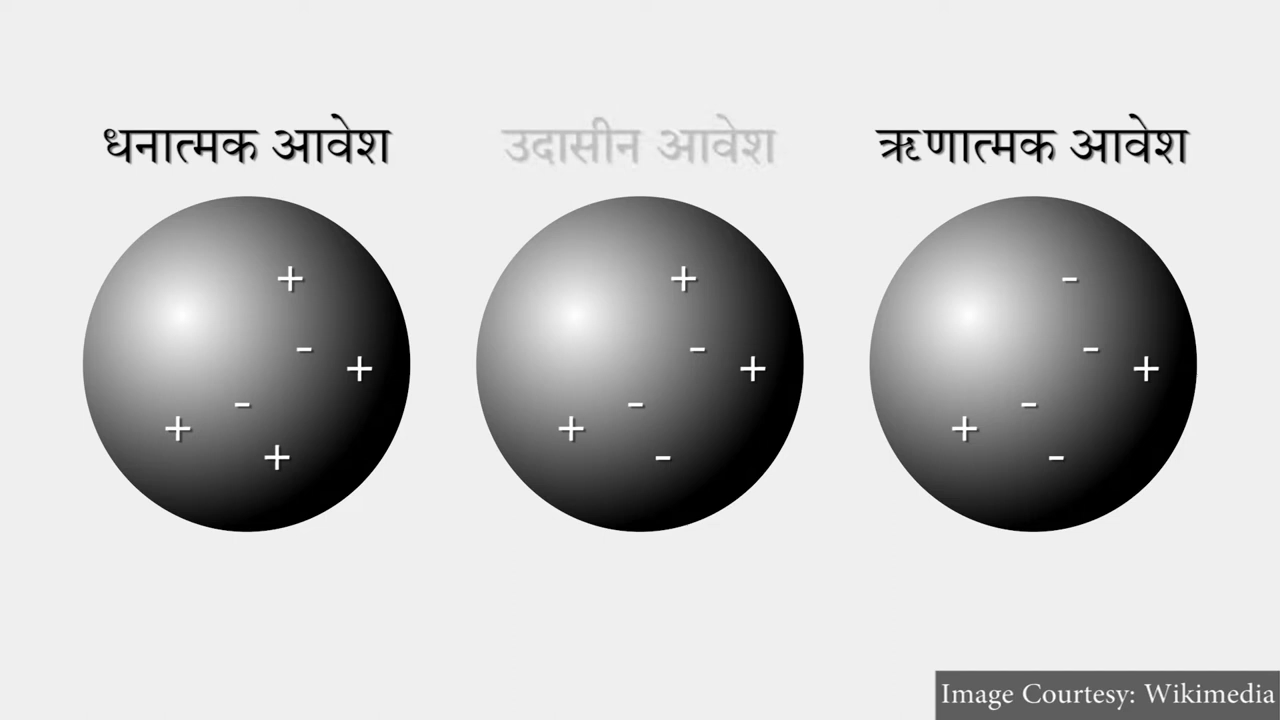 धनात्मक आवेश
उदासीन आवेश
ऋणात्मक आवेश
+ + +
- - -
- + - + - +
- - -
+ + +
+ - -
Image Courtesy: Wikimedia